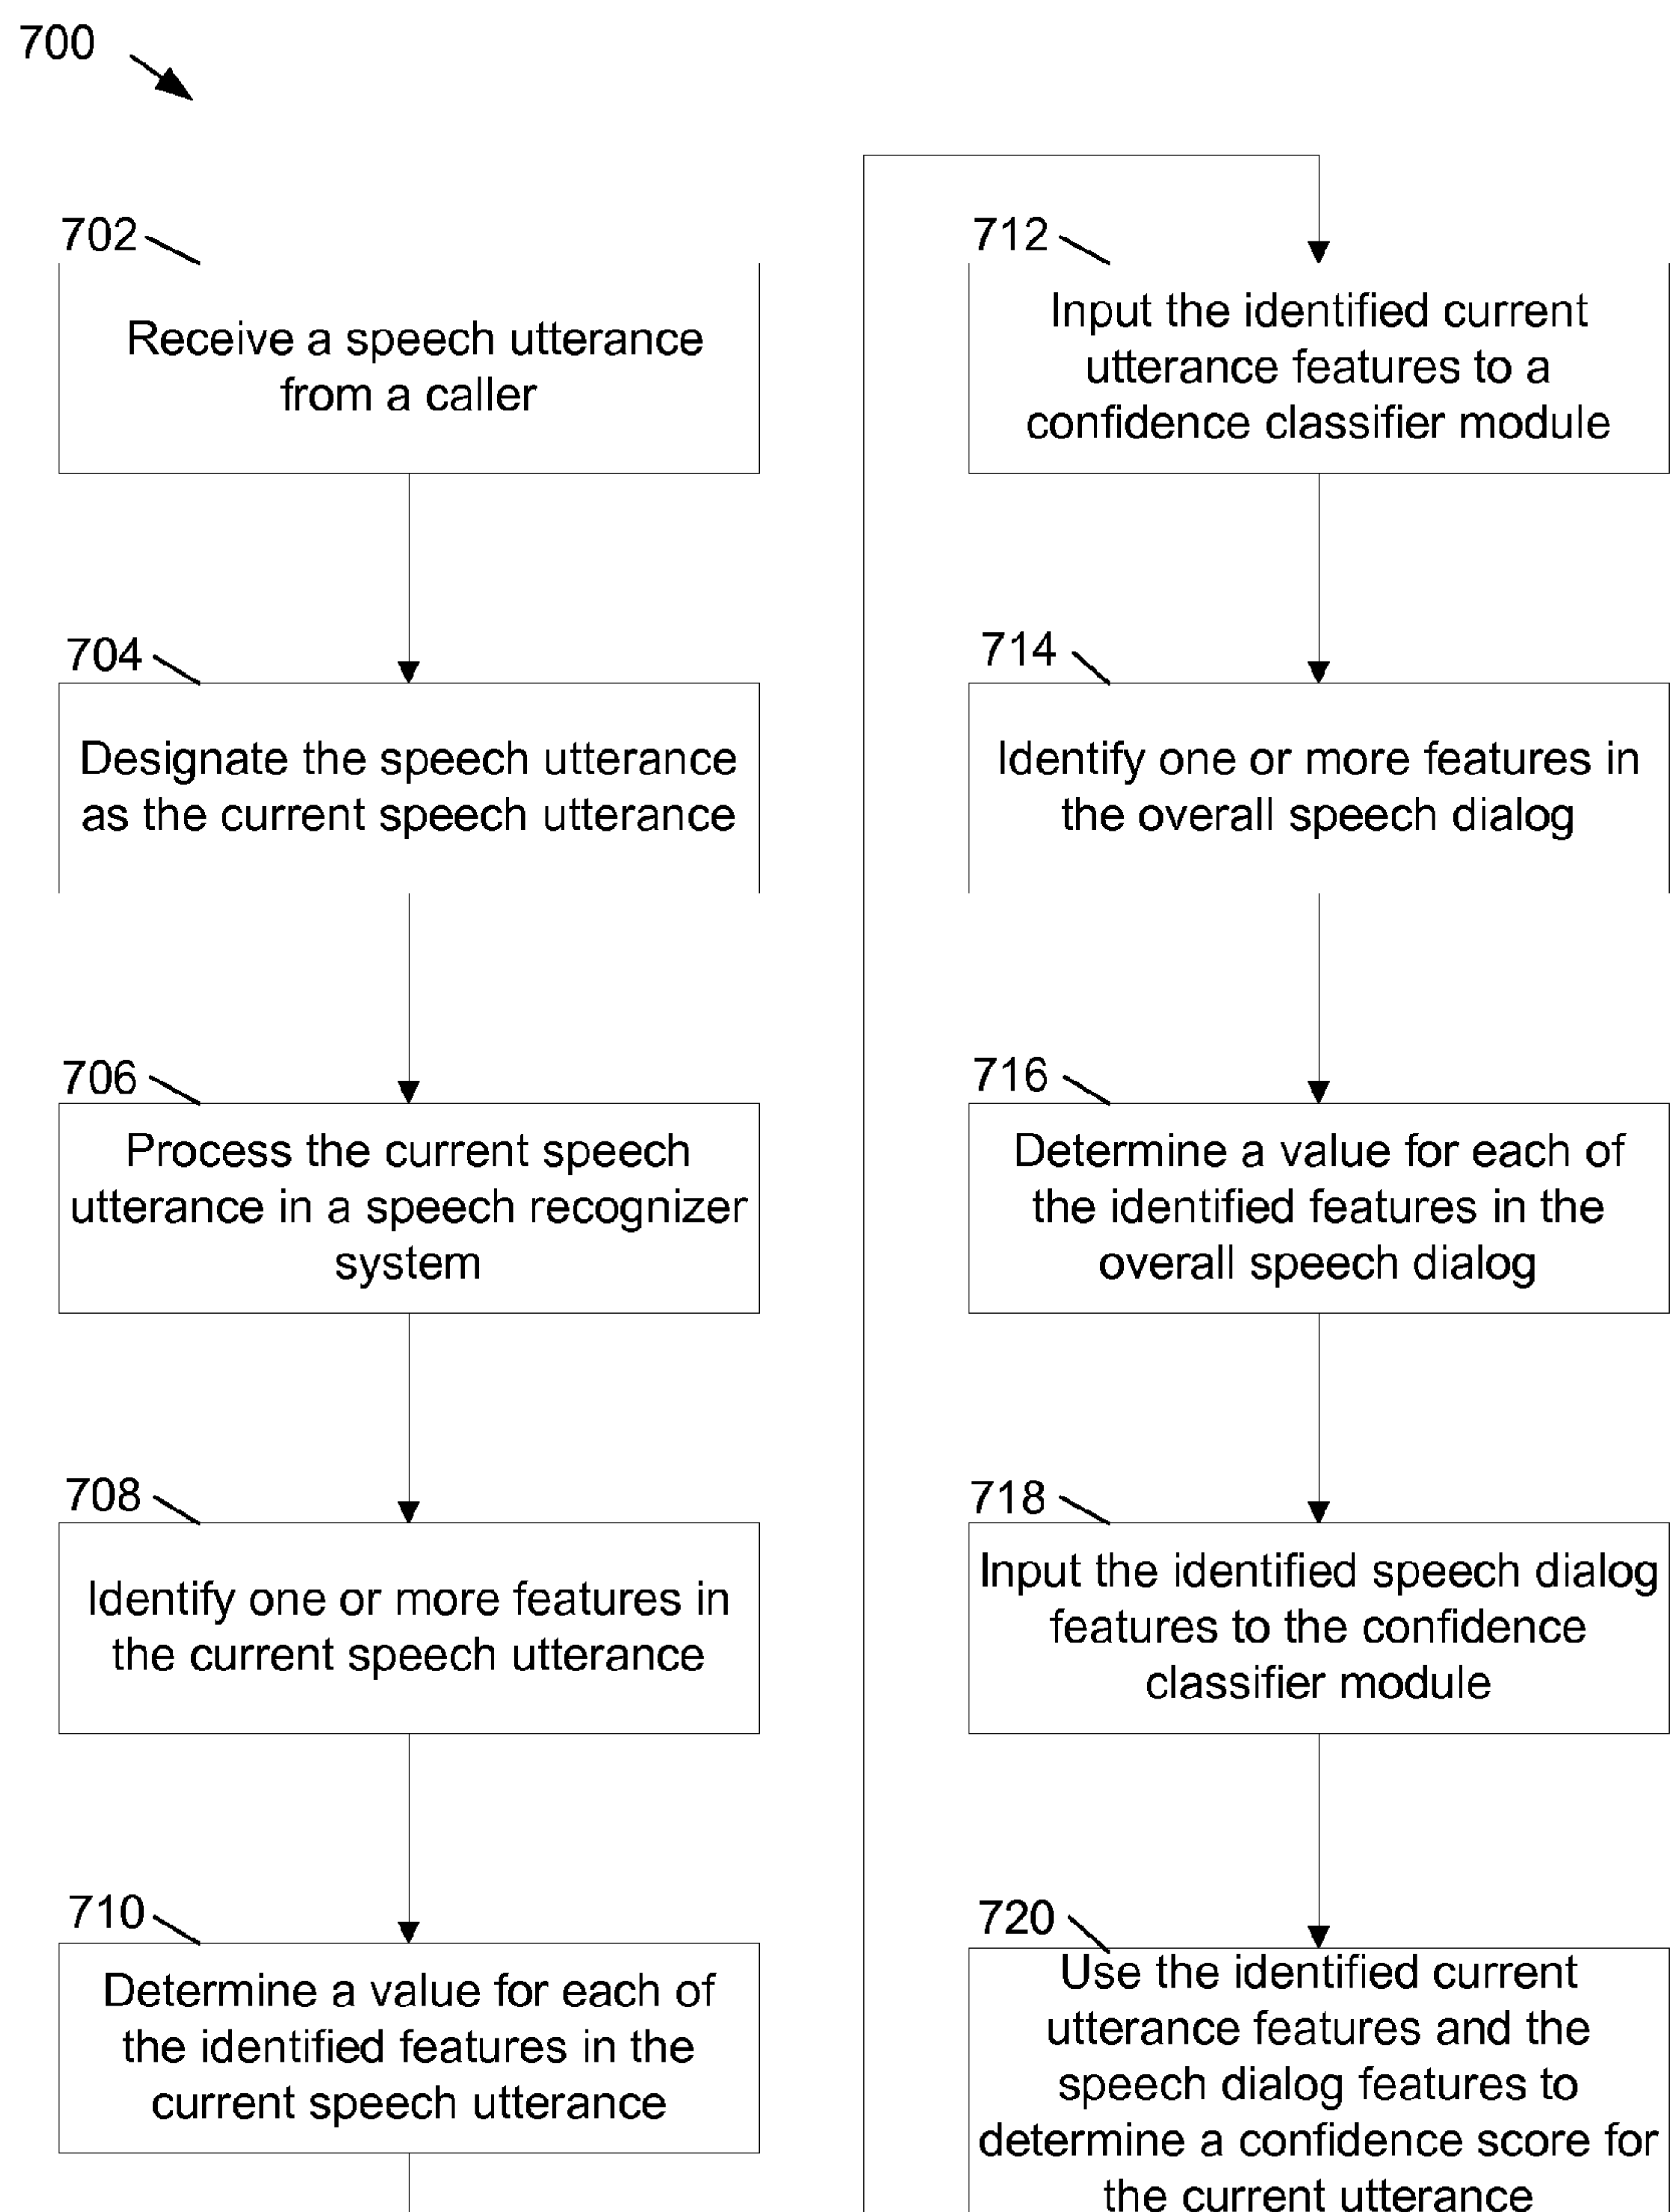 700
702
Receive a speech utterance
from a caller
704
Designate the speech utterance
as the current speech utterance
706
Process the current speech
utterance in a speech recognizer
system
708
Identify one or more features in
the current speech utterance
710
Determine a value for each of
the identified features in the
current speech utterance
712
Input the identified current
utterance features to a
confidence classifier module
714
Identify one or more features in
the overall speech dialog
716
Determine a value for each of
the identified features in the
overall speech dialog
718
Input the identified speech dialog
features to the confidence
classifier module
720
Use the identified current
utterance features and the
speech dialog features to
determine a confidence score for
the current utterance